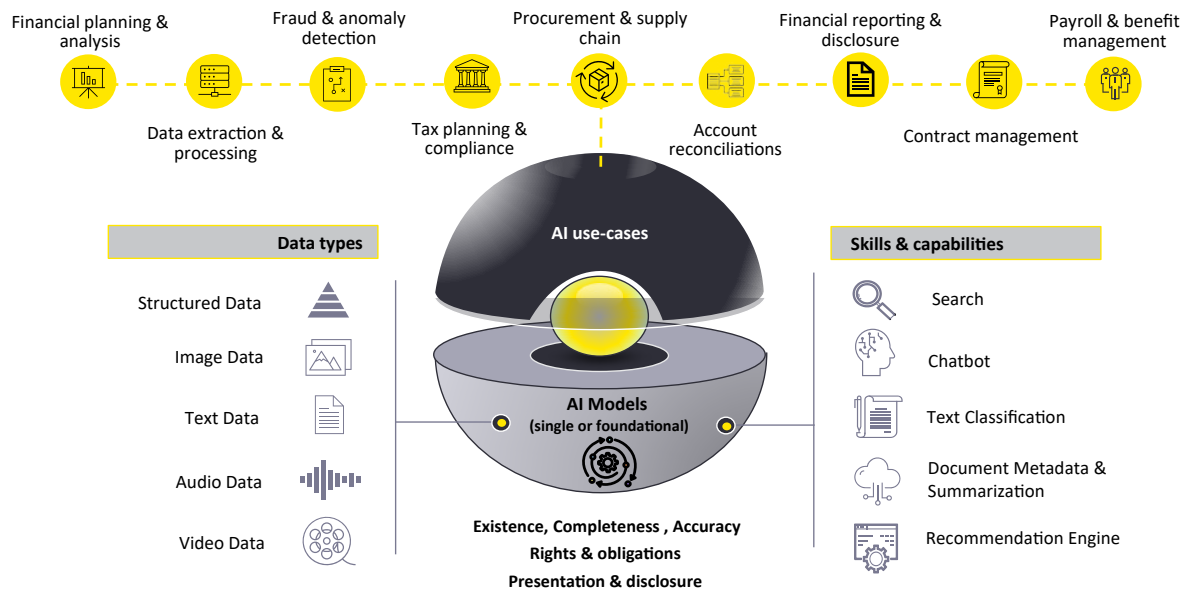 Financial planning &
analysis
Fraud & anomaly
detection
Procurement & supply
chain
Financial reporting &
disclosure
Payroll & benefit
management
Data extraction &
processing
Tax planning &
compliance
Account
reconciliations
Contract management
AI use-cases
Data types
Structured Data
Image Data
Text Data
Audio Data
Video Data
AI Models
(single or foundational)
Existence, Completeness , Accuracy
Rights & obligations
Presentation & disclosure
Skills & capabilities
Search
Chatbot
Text Classification
Document Metadata &
Summarization
Recommendation Engine